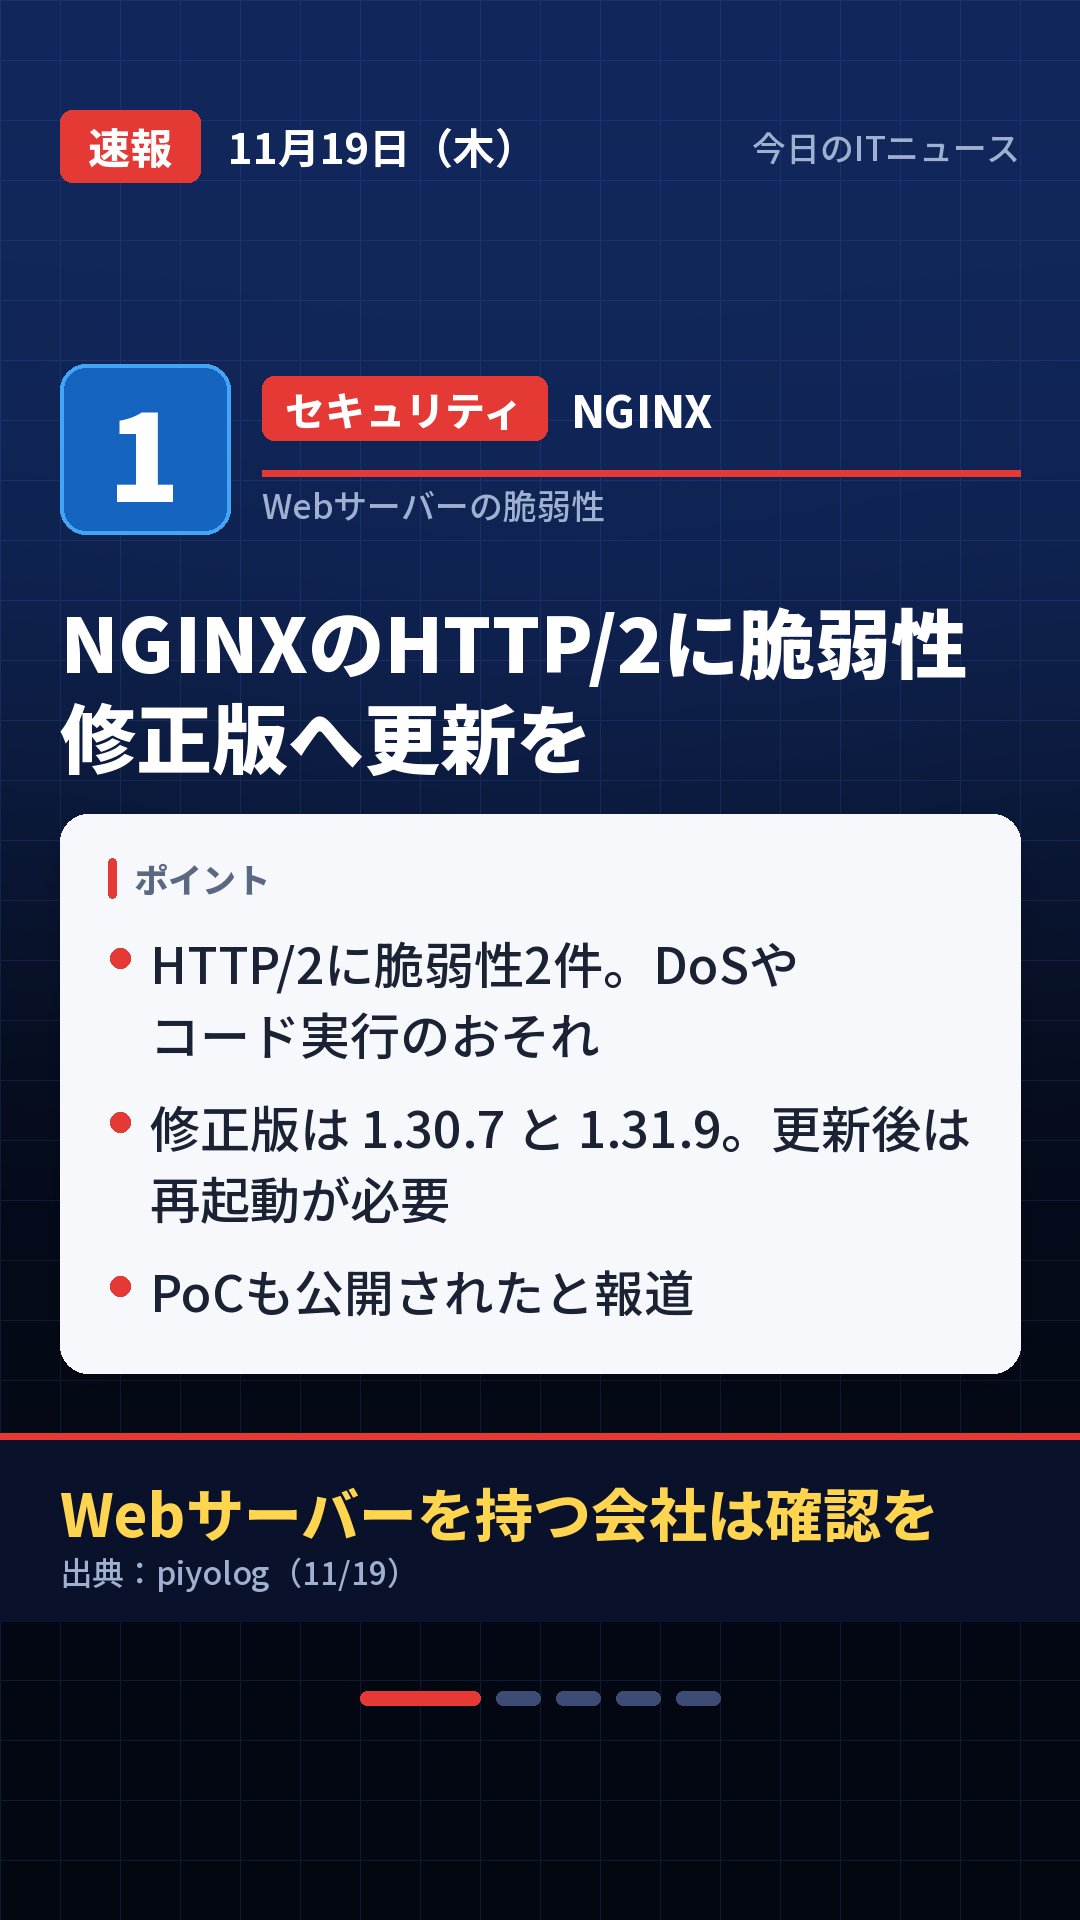 速報 11月19日（木） 今日のITニュース
1
セキュリティ NGINX
Webサーバーの脆弱性
NGINXのHTTP/2に脆弱性
修正版へ更新を
ポイント
HTTP/2に脆弱性2件。DoSや
コード実行のおそれ
修正版は 1.30.7 と 1.31.9。更新後は
再起動が必要
PoCも公開されたと報道
Webサーバーを持つ会社は確認を
出典：piyolog（11/19）